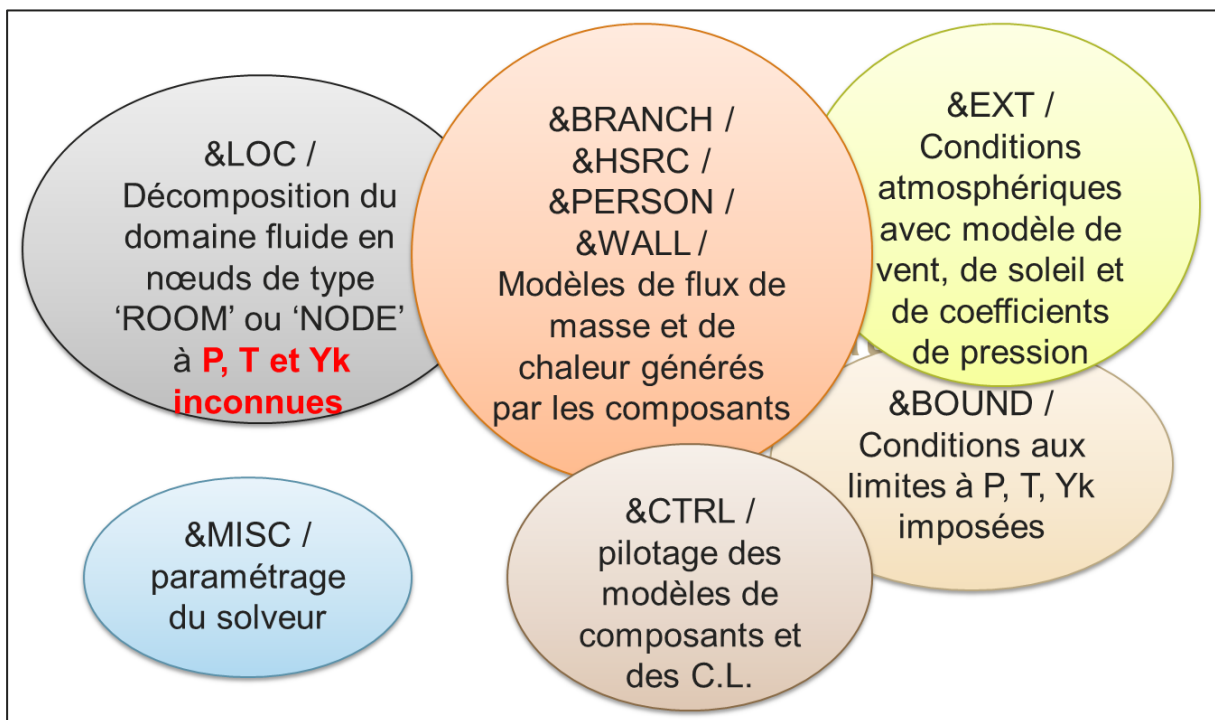 &LOC /
Décomposition du
domaine fluide en
nœuds de type
‘ROOM’ ou ‘NODE’
à P, T et Yk
inconnues
&BRANCH /
&HSRC /
&PERSON /
&WALL /
Modèles de flux de
masse et de
chaleur générés
par les composants
&EXT /
Conditions
atmosphériques
avec modèle de
vent, de soleil et
de coefficients
de pression
&BOUND /
Conditions aux
limites à P, T, Yk
imposées
&MISC /
paramétrage
du solveur
&CTRL /
pilotage des
modèles de
composants et
des C.L.